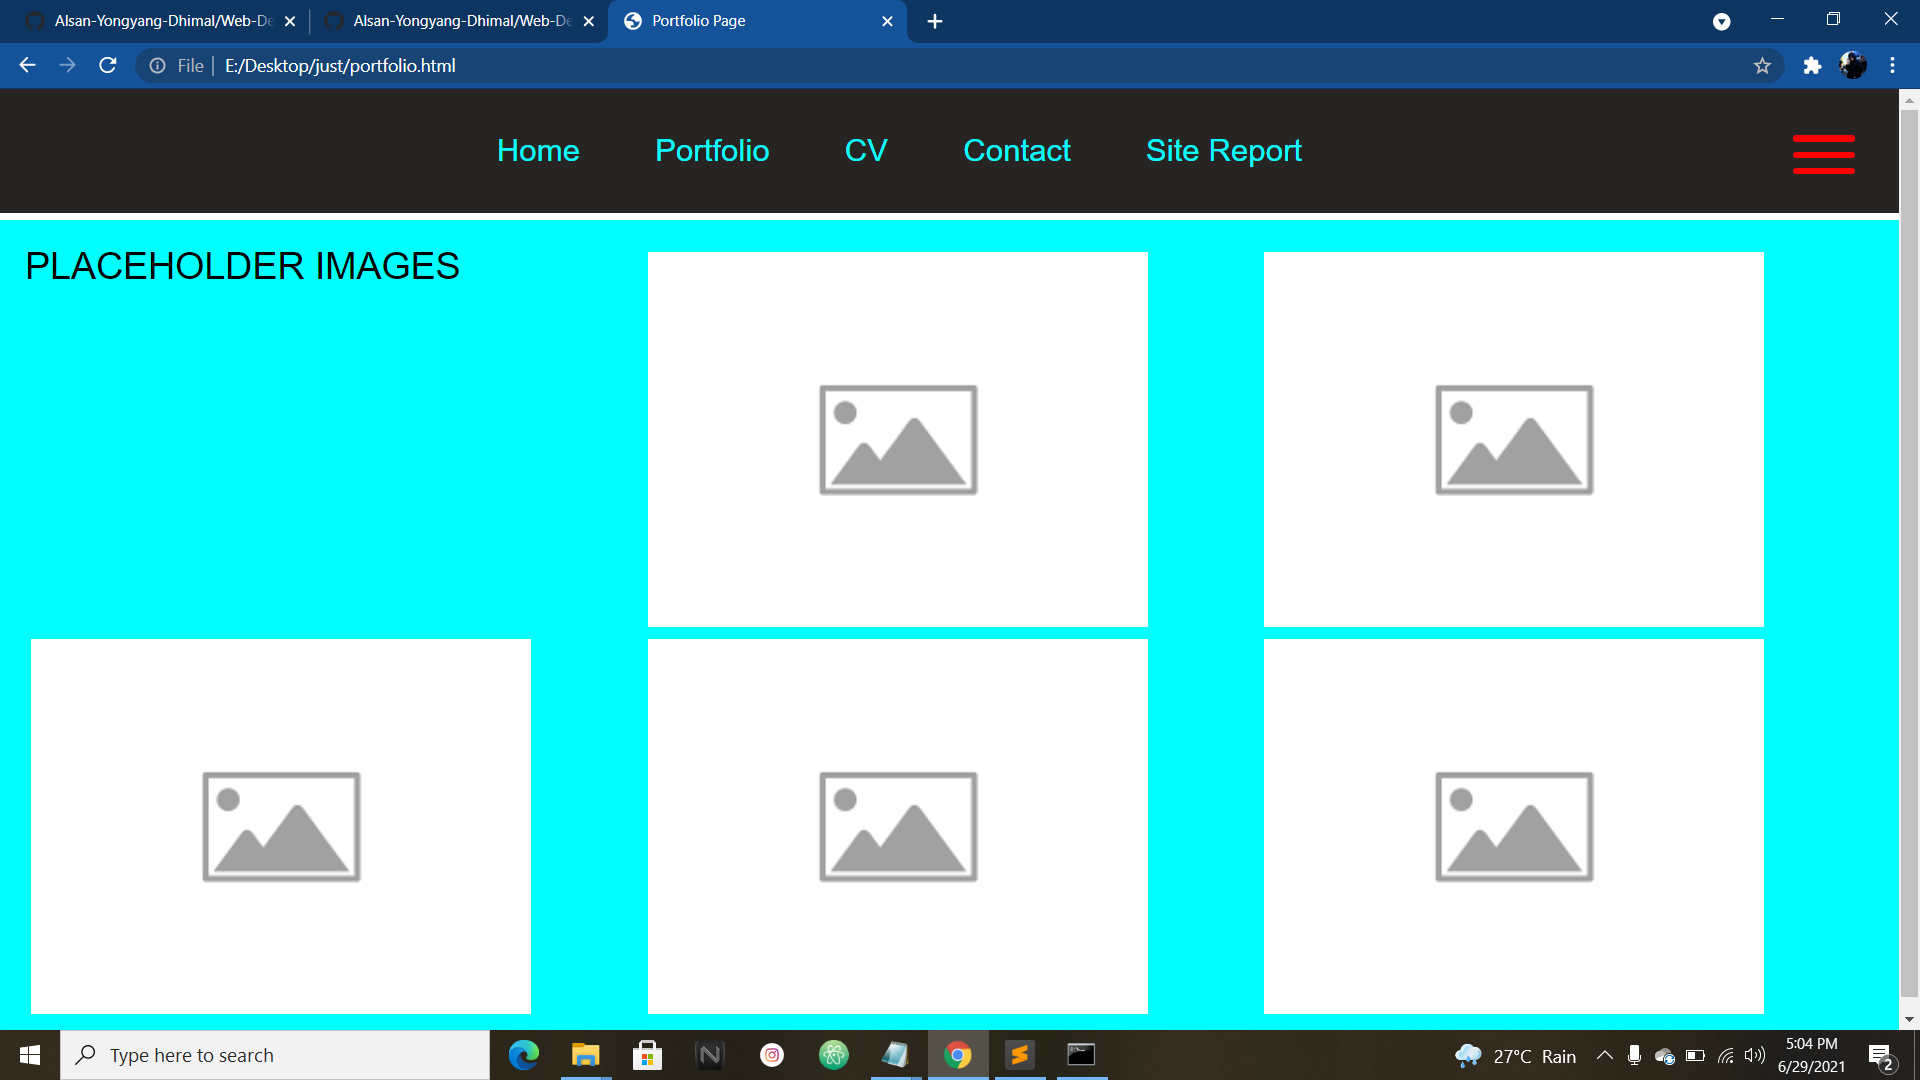 Alsan-Yongyang-Dhimal/Web-De
Alsan-Yongyang-Dhimal/Web-De
Portfolio Page
File
E:/Desktop/just/portfolio.html
Home
Portfolio
CV
Contact
Site Report
PLACEHOLDER IMAGES
Type here to search
27°C Rain
5:04 PM
6/29/2021
2